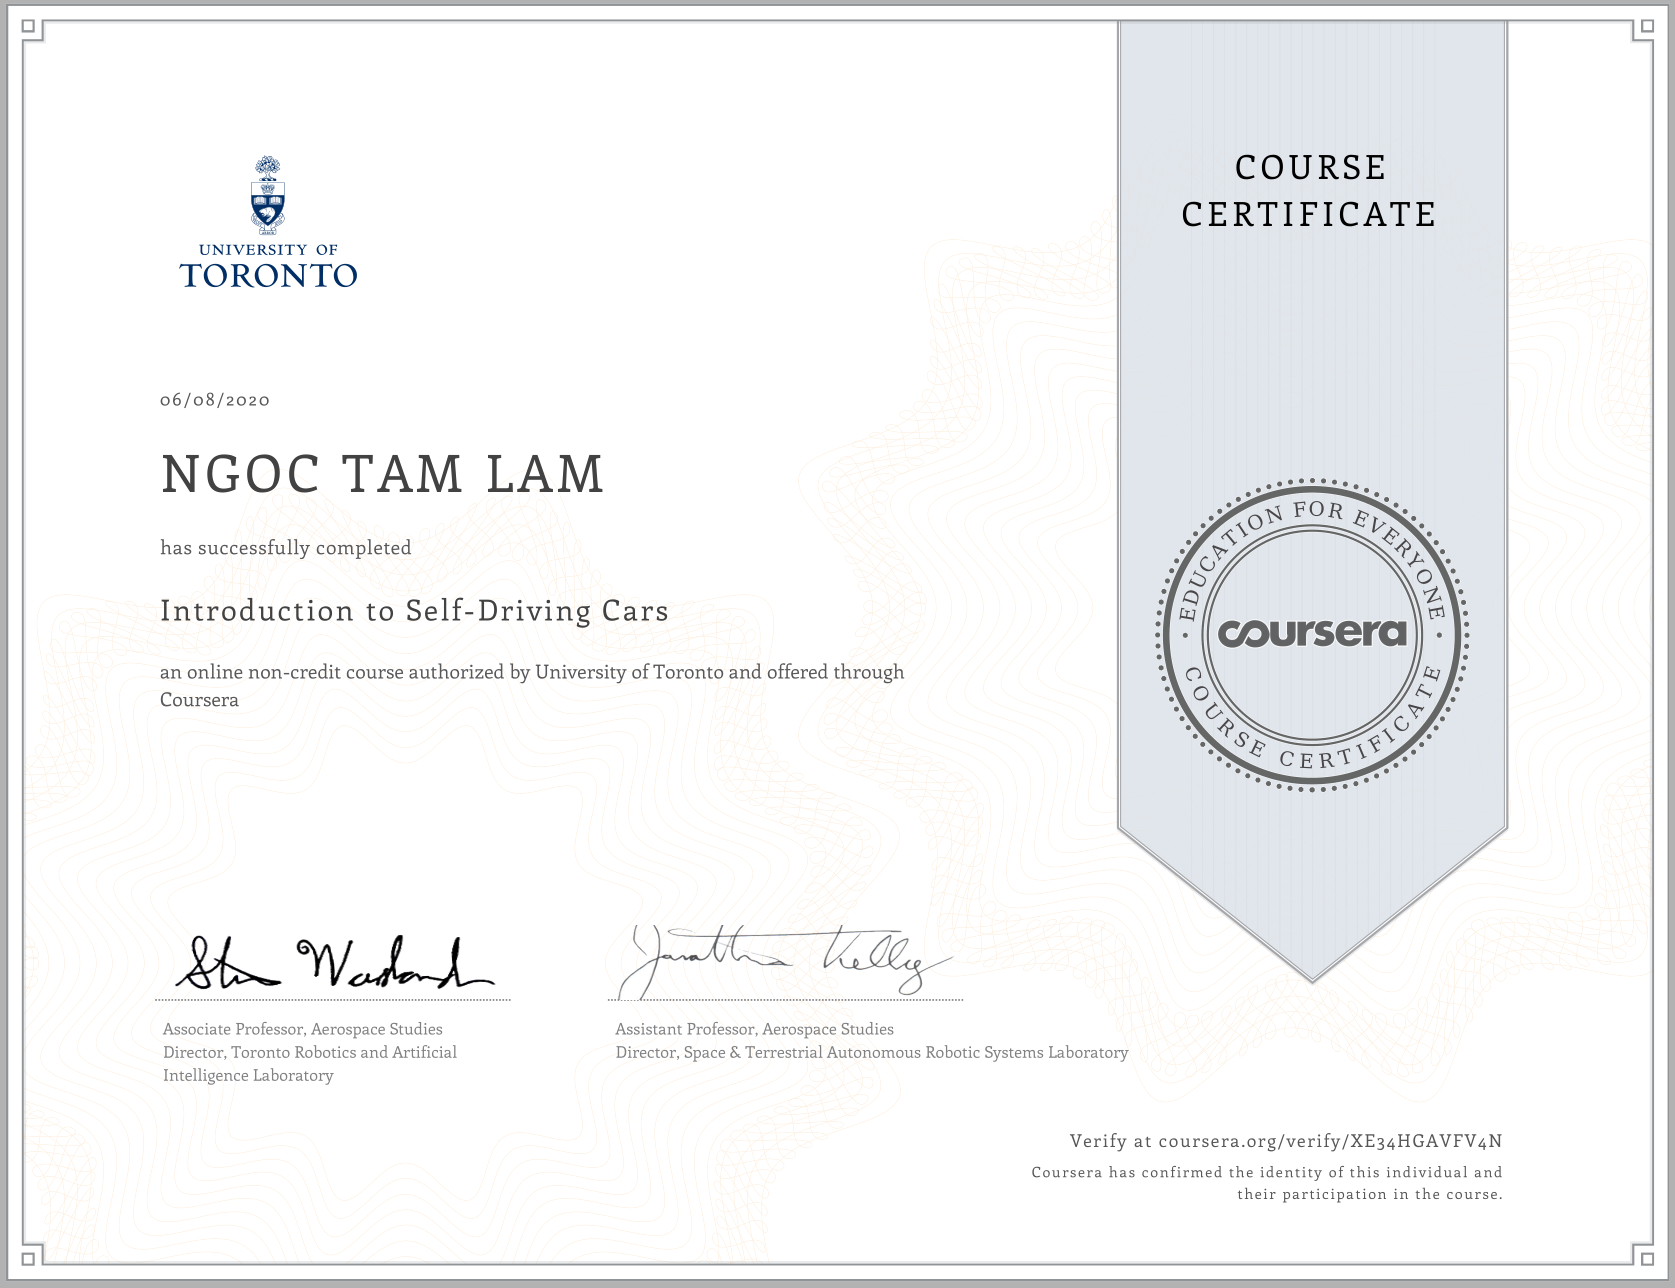 UNIVERSITY OF
TORONTO
COURSE
CERTIFICATE
06/08/2020
NGOC TAM LAM
has successfully completed
Introduction to Self-Driving Cars
an online non-credit course authorized by University of Toronto and offered through
Coursera
EDUCATION FOR EVERYONE
coursera
COURSE CERTIFICATE
Associate Professor, Aerospace Studies
Director, Toronto Robotics and Artificial
Intelligence Laboratory
Kelly
Assistant Professor, Aerospace Studies
Director, Space & Terrestrial Autonomous Robotic Systems Laboratory
Verify at coursera.org/verify/XE34HGAVFV4N
Coursera has confirmed the identity of this individual and
their participation in the course.